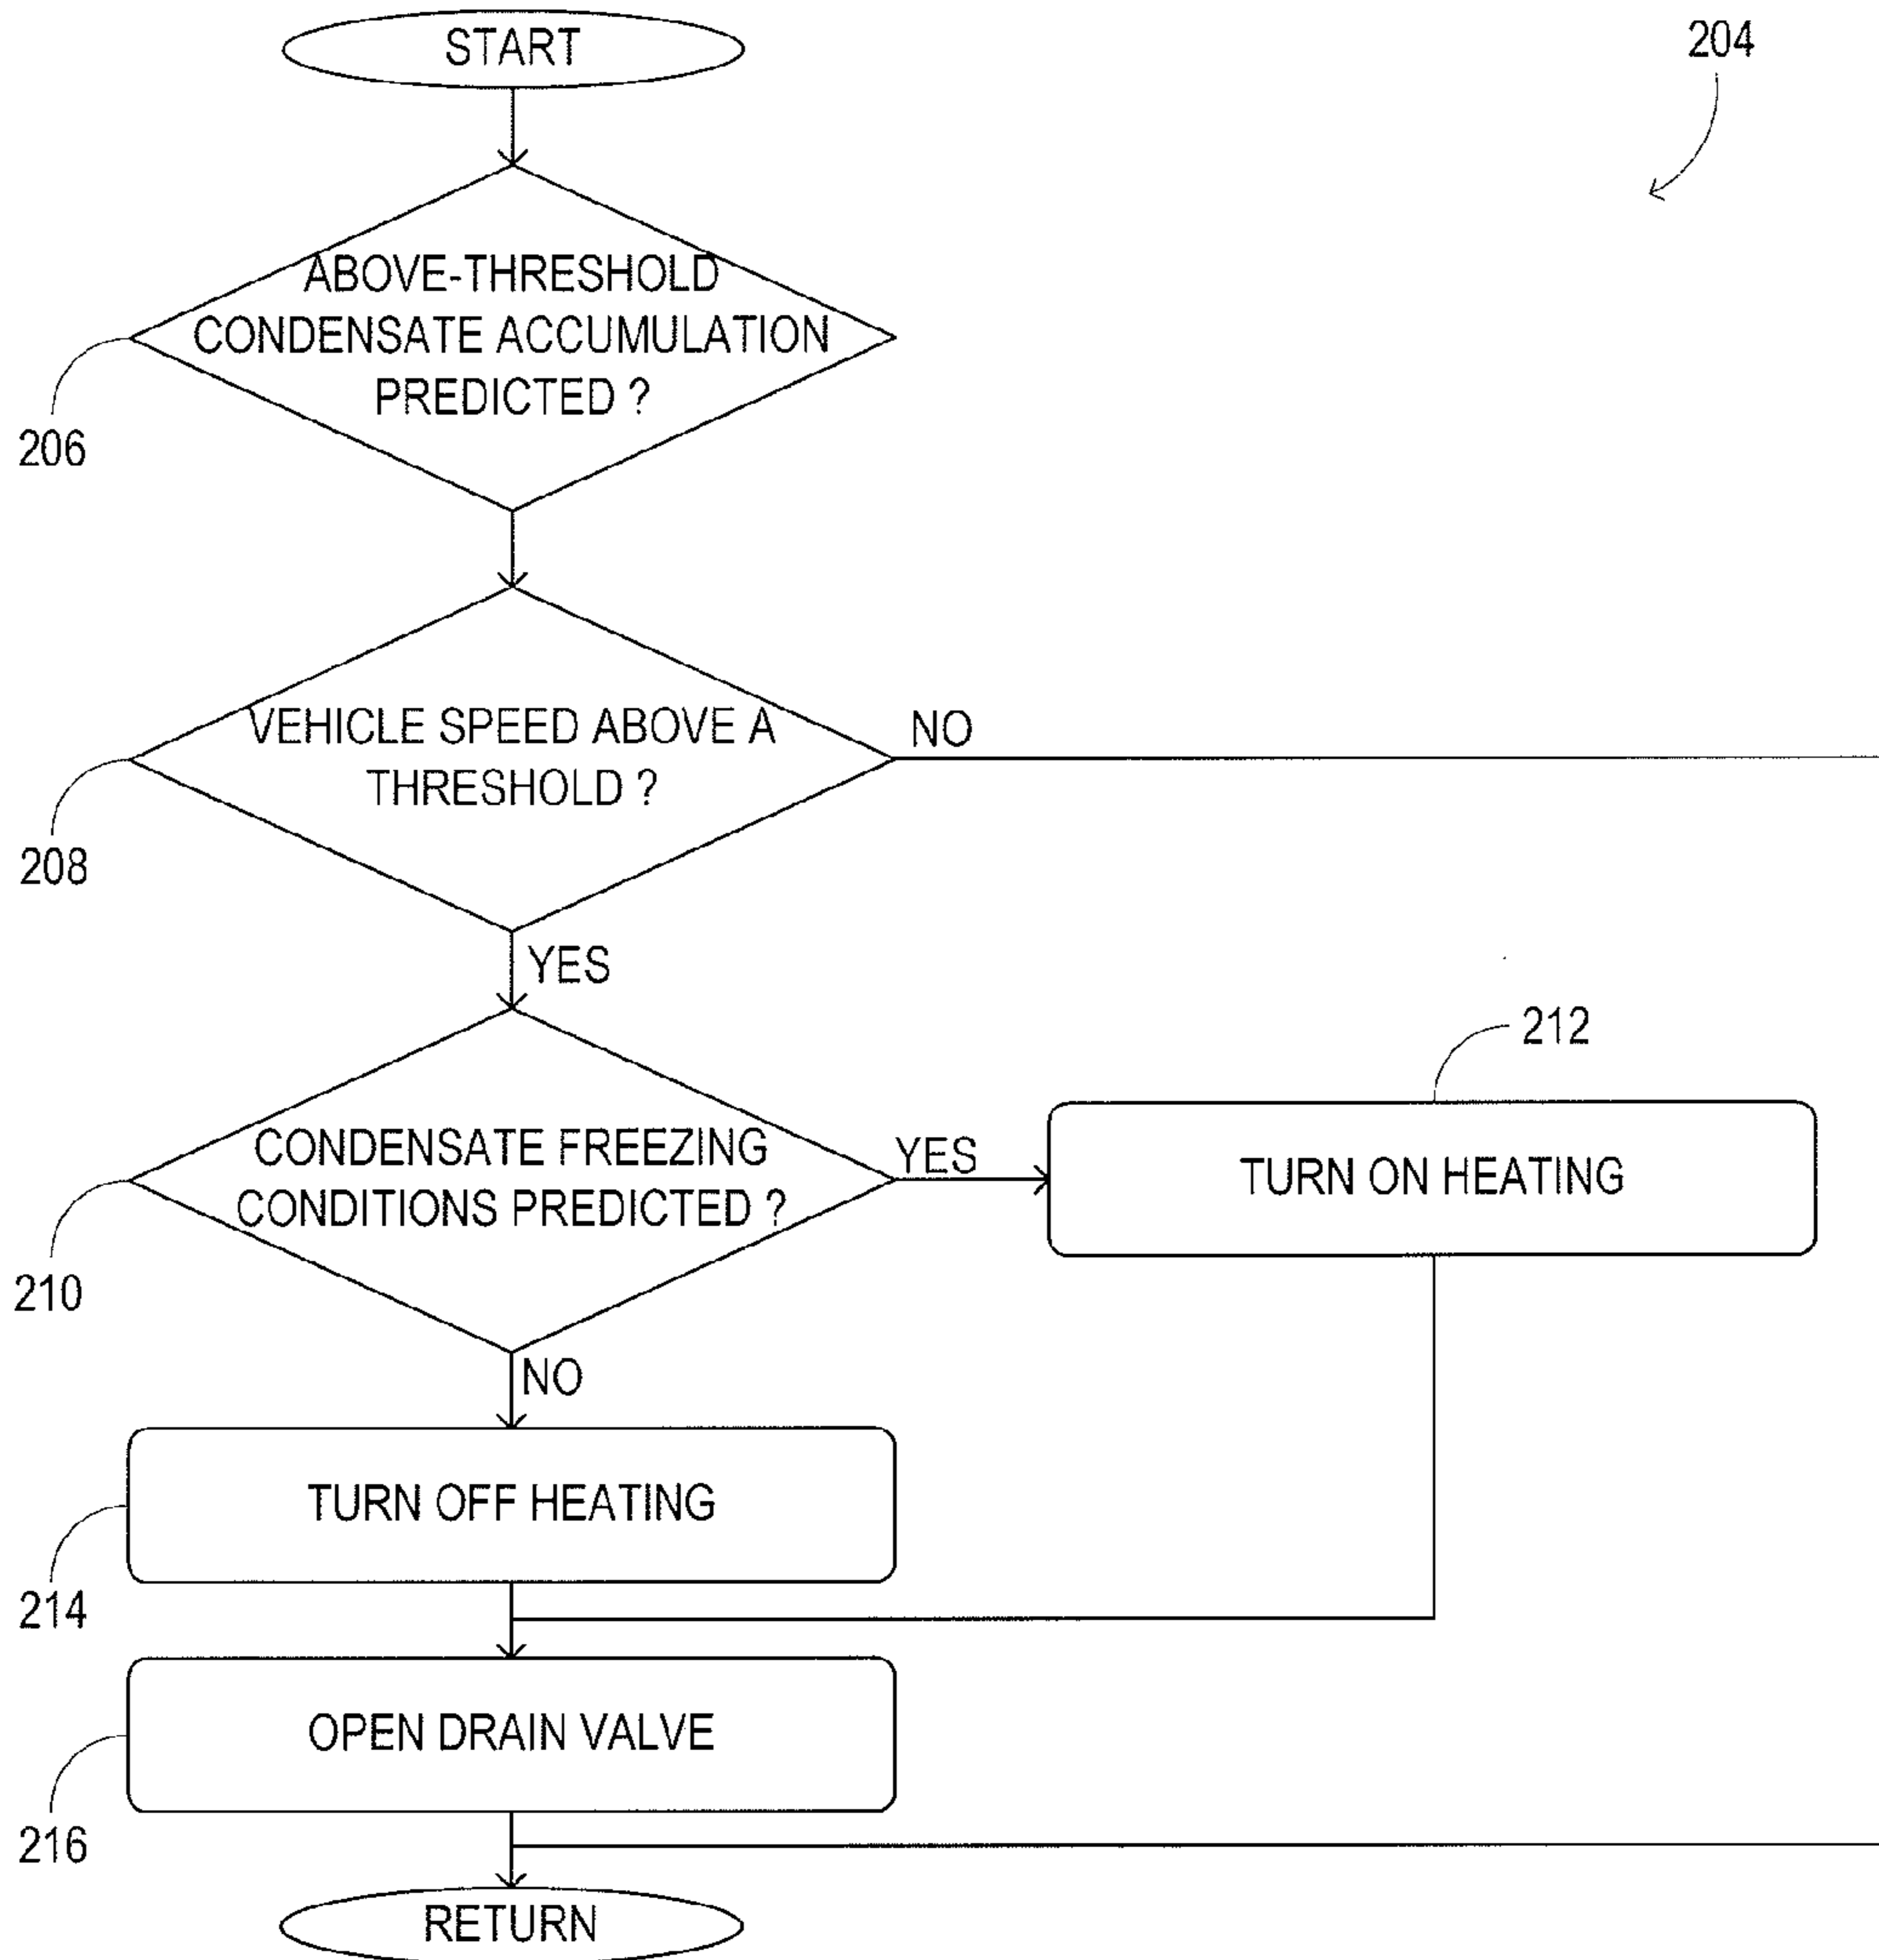 START
204
ABOVE-THRESHOLD
CONDENSATE ACCUMULATION
PREDICTED ?
206
VEHICLE SPEED ABOVE A
THRESHOLD ?
NO
208
YES
212
CONDENSATE FREEZING
CONDITIONS PREDICTED ?
YES
TURN ON HEATING
210
NO
TURN OFF HEATING
214
OPEN DRAIN VALVE
216
RETURN